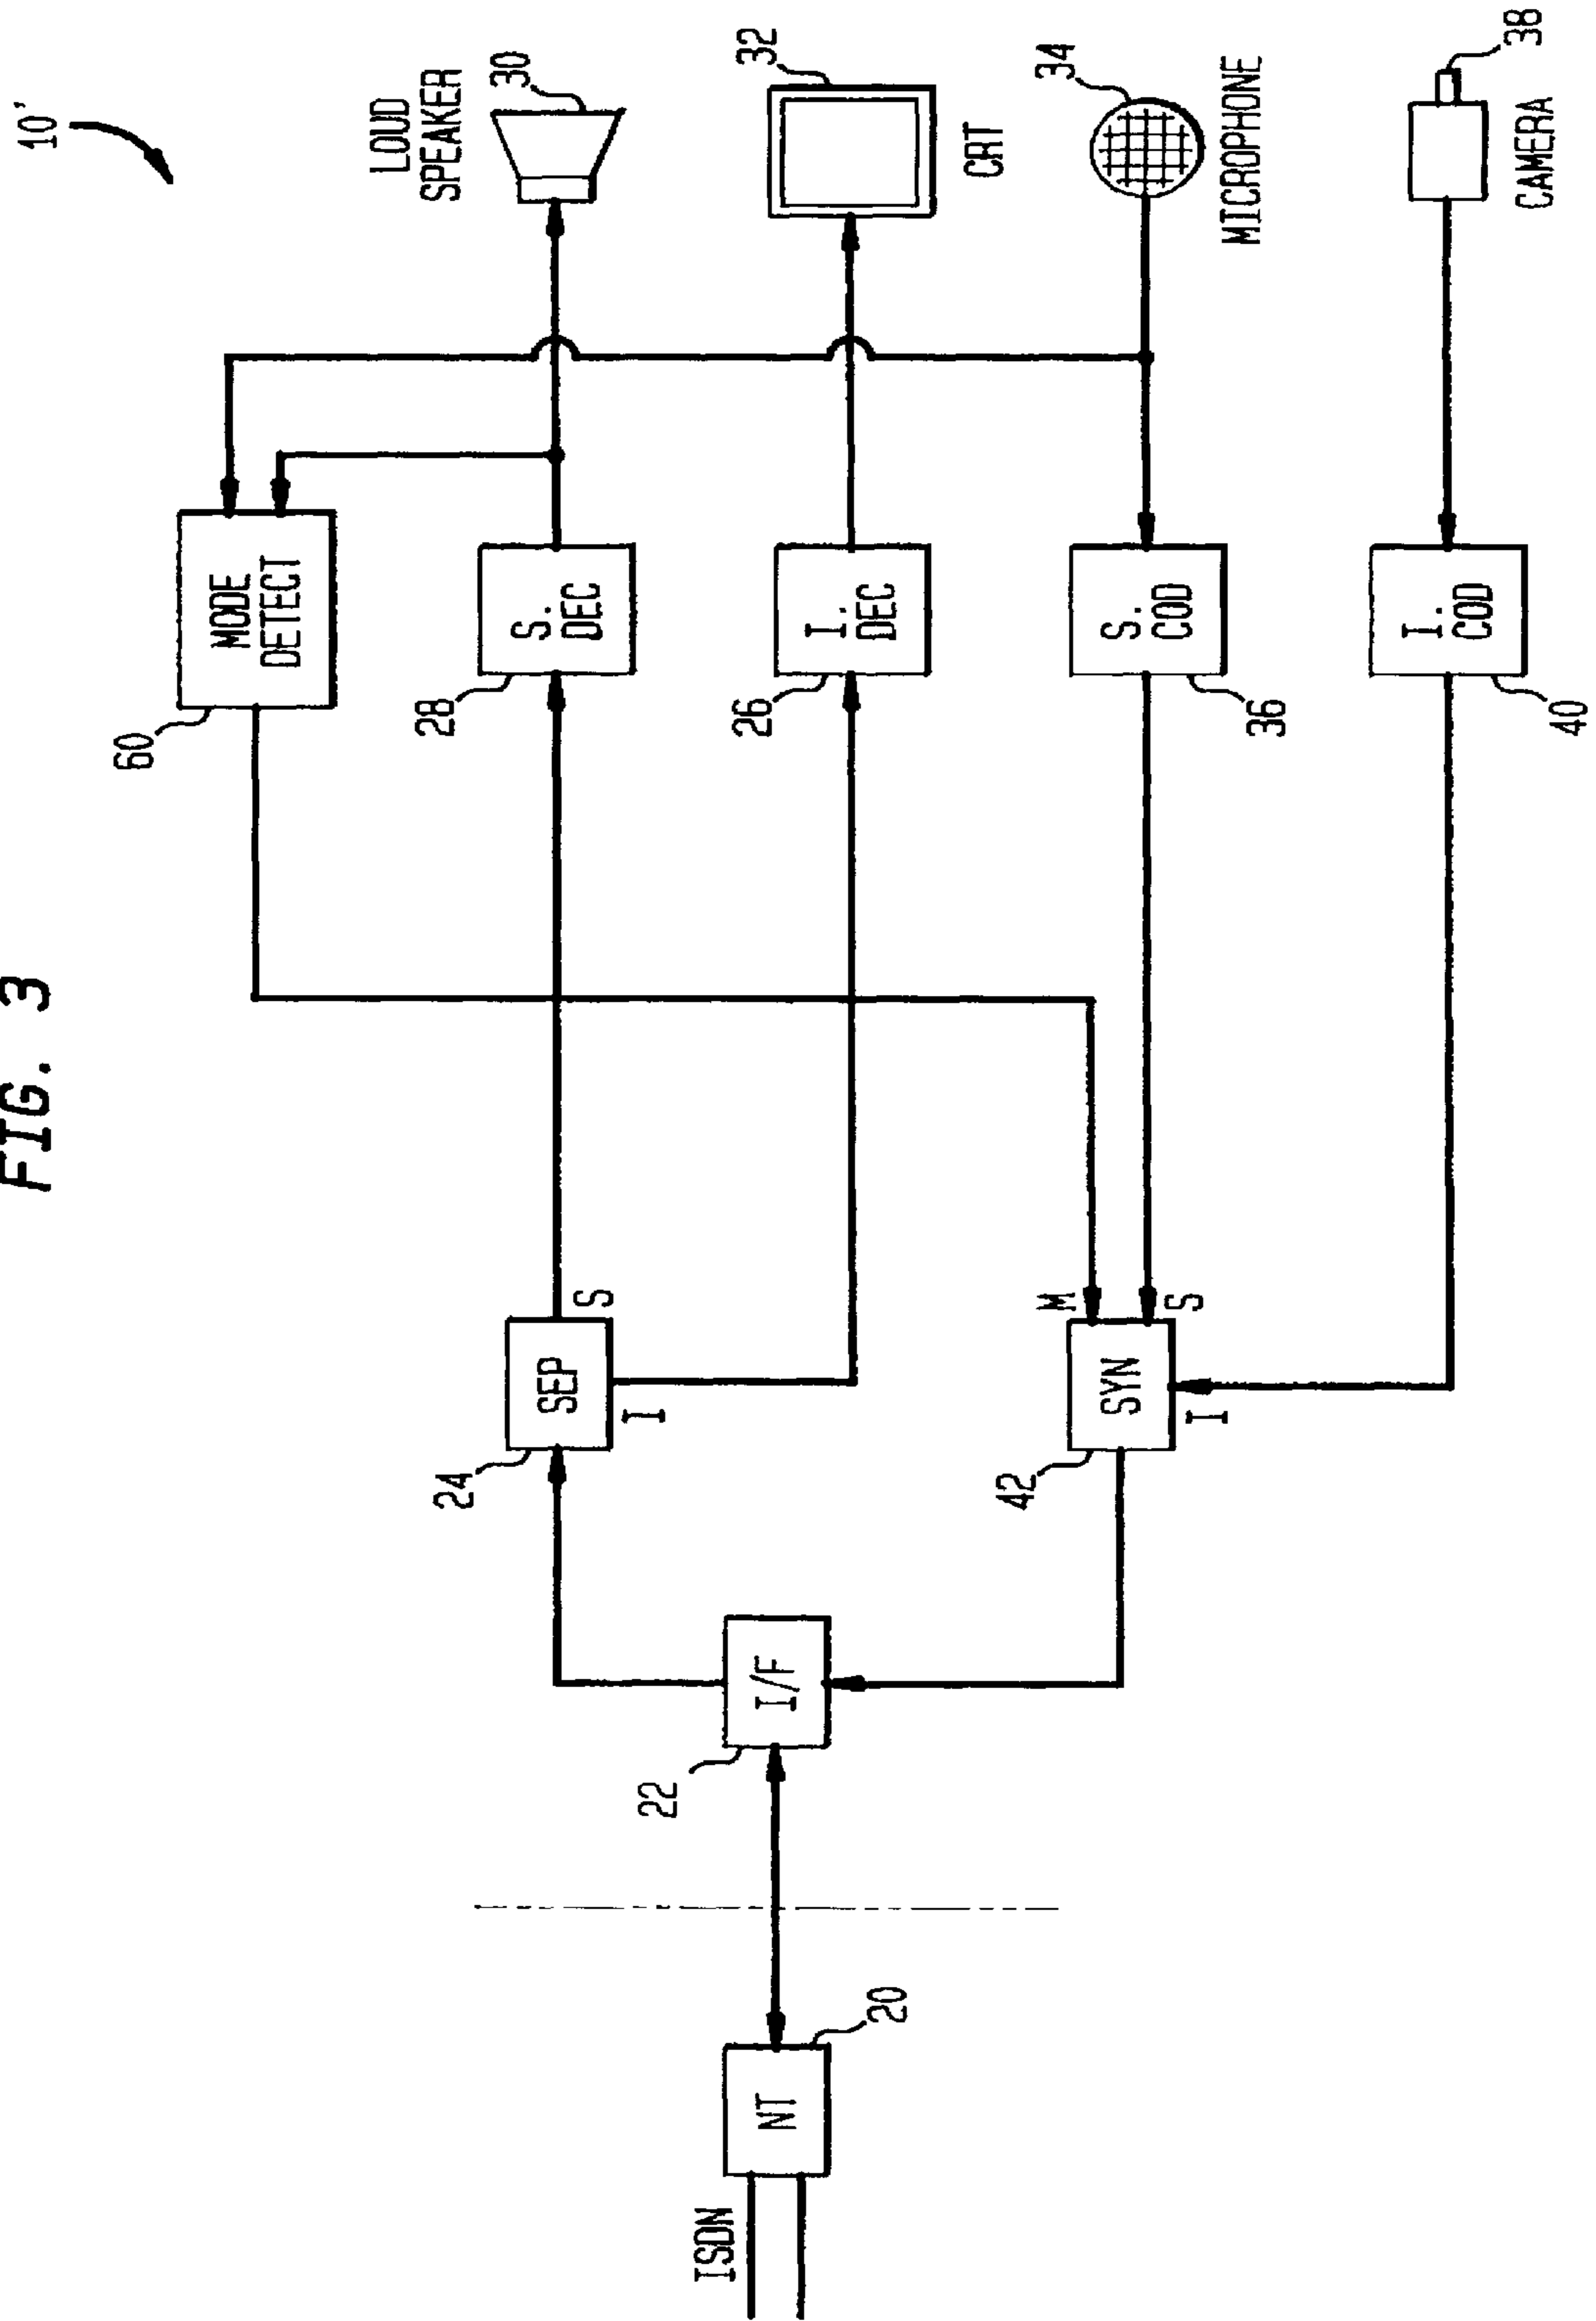 FIG. 3
10'
ISDN
NT
20
I/F
22
SEP
24
S
I
SYN
42
M
S
I
MODE
DETECT
60
S.
DEC
28
I.
DEC
26
S.
COD
36
I.
COD
40
LOUD
SPEAKER
30
CRT
32
MICROPHONE
34
CAMERA
38